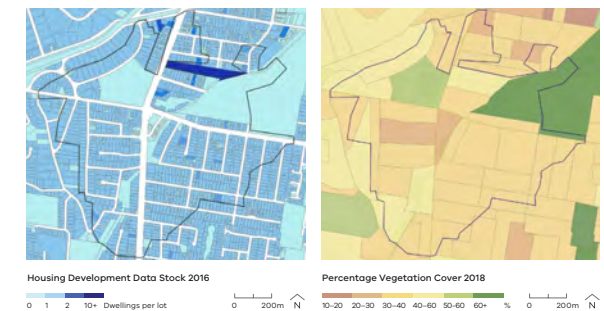 Housing Development Data Stock 2016
0 1 2 10+ Dwellings per lot
0 200m N
Percentage Vegetation Cover 2018
10-20 20-30 30-40 40-60 50-60 60+ %
0 200m N